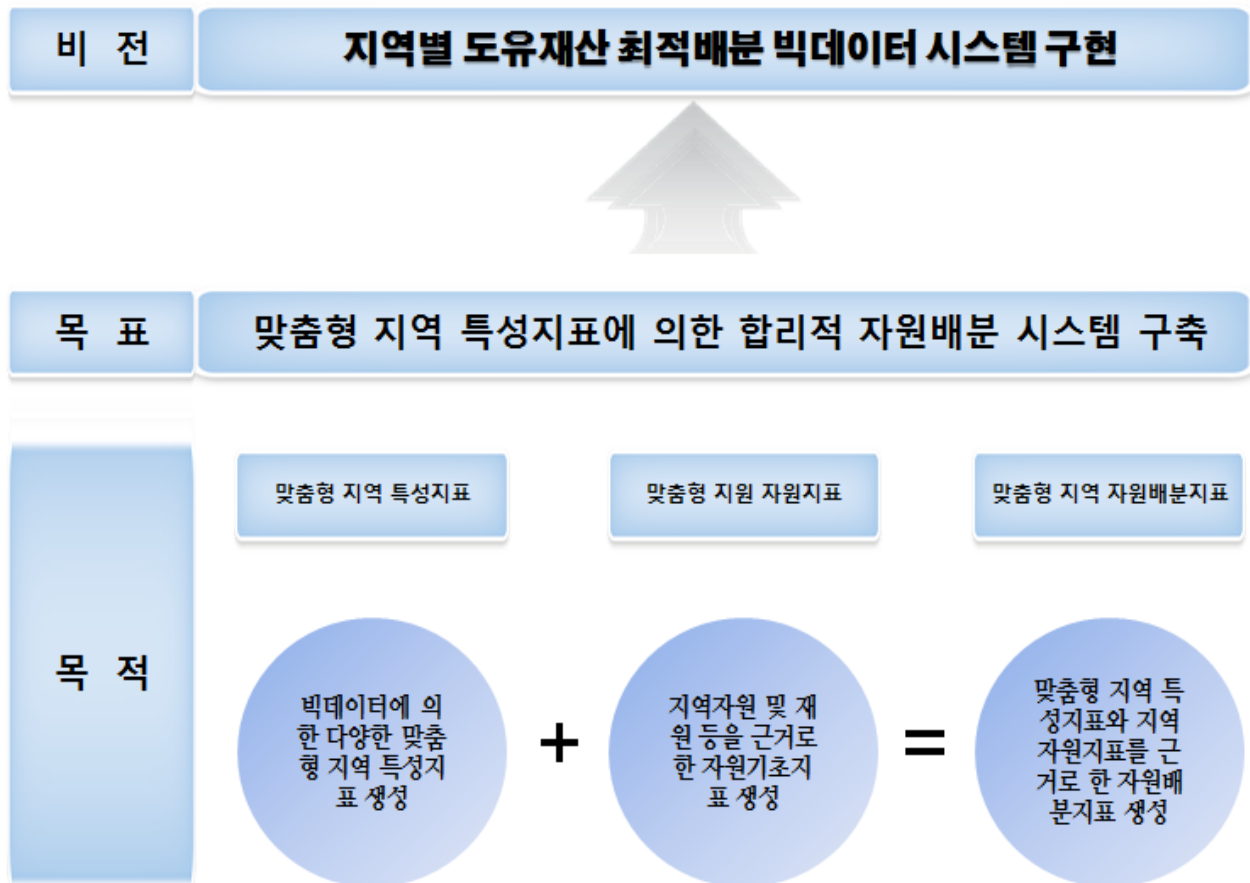 비 전
지역별 도유재산 최적배분 빅데이터 시스템 구현
목 표
맞춤형 지역 특성지표에 의한 합리적 자원배분 시스템 구축
목 적
맞춤형 지역 특성지표
맞춤형 지원 자원지표
맞춤형 지역 자원배분지표
빅데이터에 의
한 다양한 맞춤
형 지역 특성지
표 생성
+
지역자원 및 재
원 등을 근거로
한 자원기초지
표 생성
=
맞춤형 지역 특
성지표와 지역
자원지표를 근
거로 한 자원배
분지표 생성